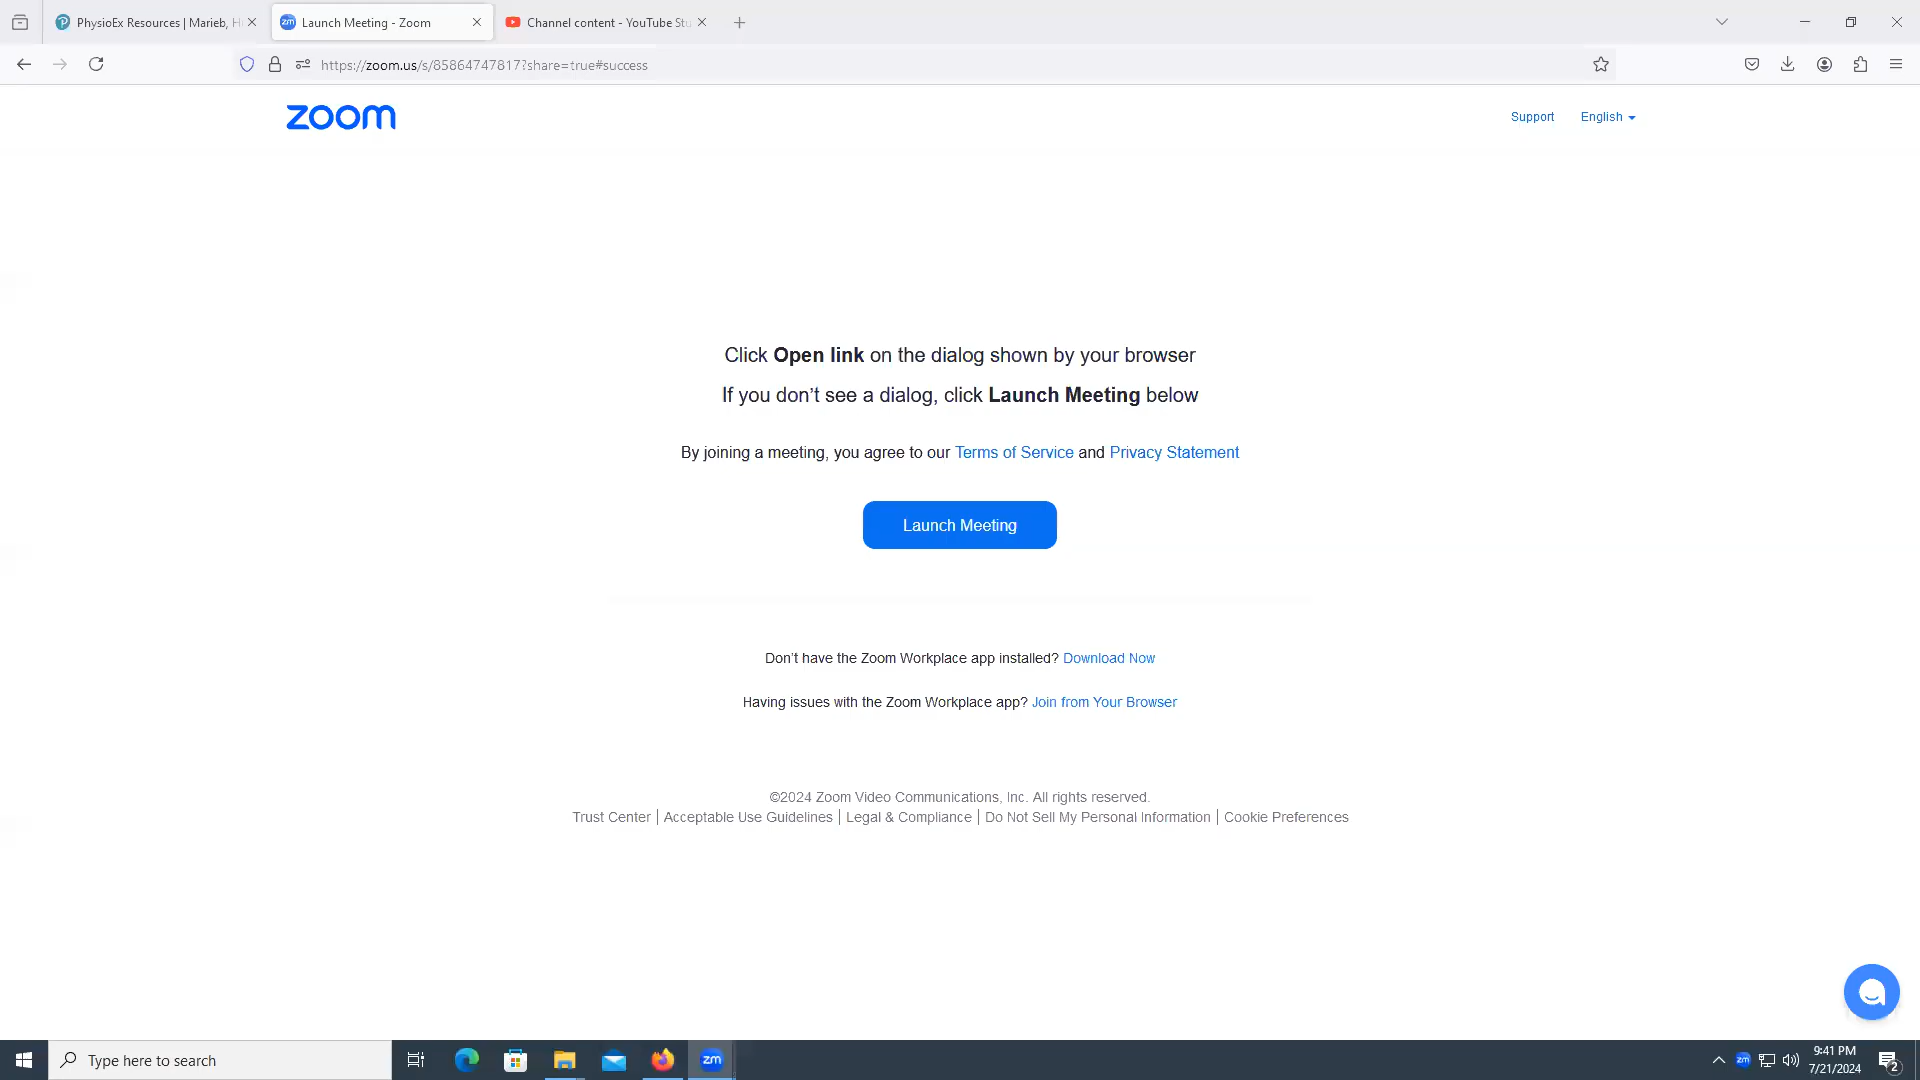 PhysioEx Resources | Marieb, H
Launch Meeting - Zoom
Channel content - YouTube Stu
https://zoom.us/s/85864747817?share=true#success
zoom
Support
English
Click Open link on the dialog shown by your browser
If you don’t see a dialog, click Launch Meeting below
By joining a meeting, you agree to our Terms of Service and Privacy Statement
Launch Meeting
Don’t have the Zoom Workplace app installed? Download Now
Having issues with the Zoom Workplace app? Join from Your Browser
©2024 Zoom Video Communications, Inc. All rights reserved.
Trust Center | Acceptable Use Guidelines | Legal & Compliance | Do Not Sell My Personal Information | Cookie Preferences
Type here to search
zm
zm
9:41 PM
7/21/2024
2